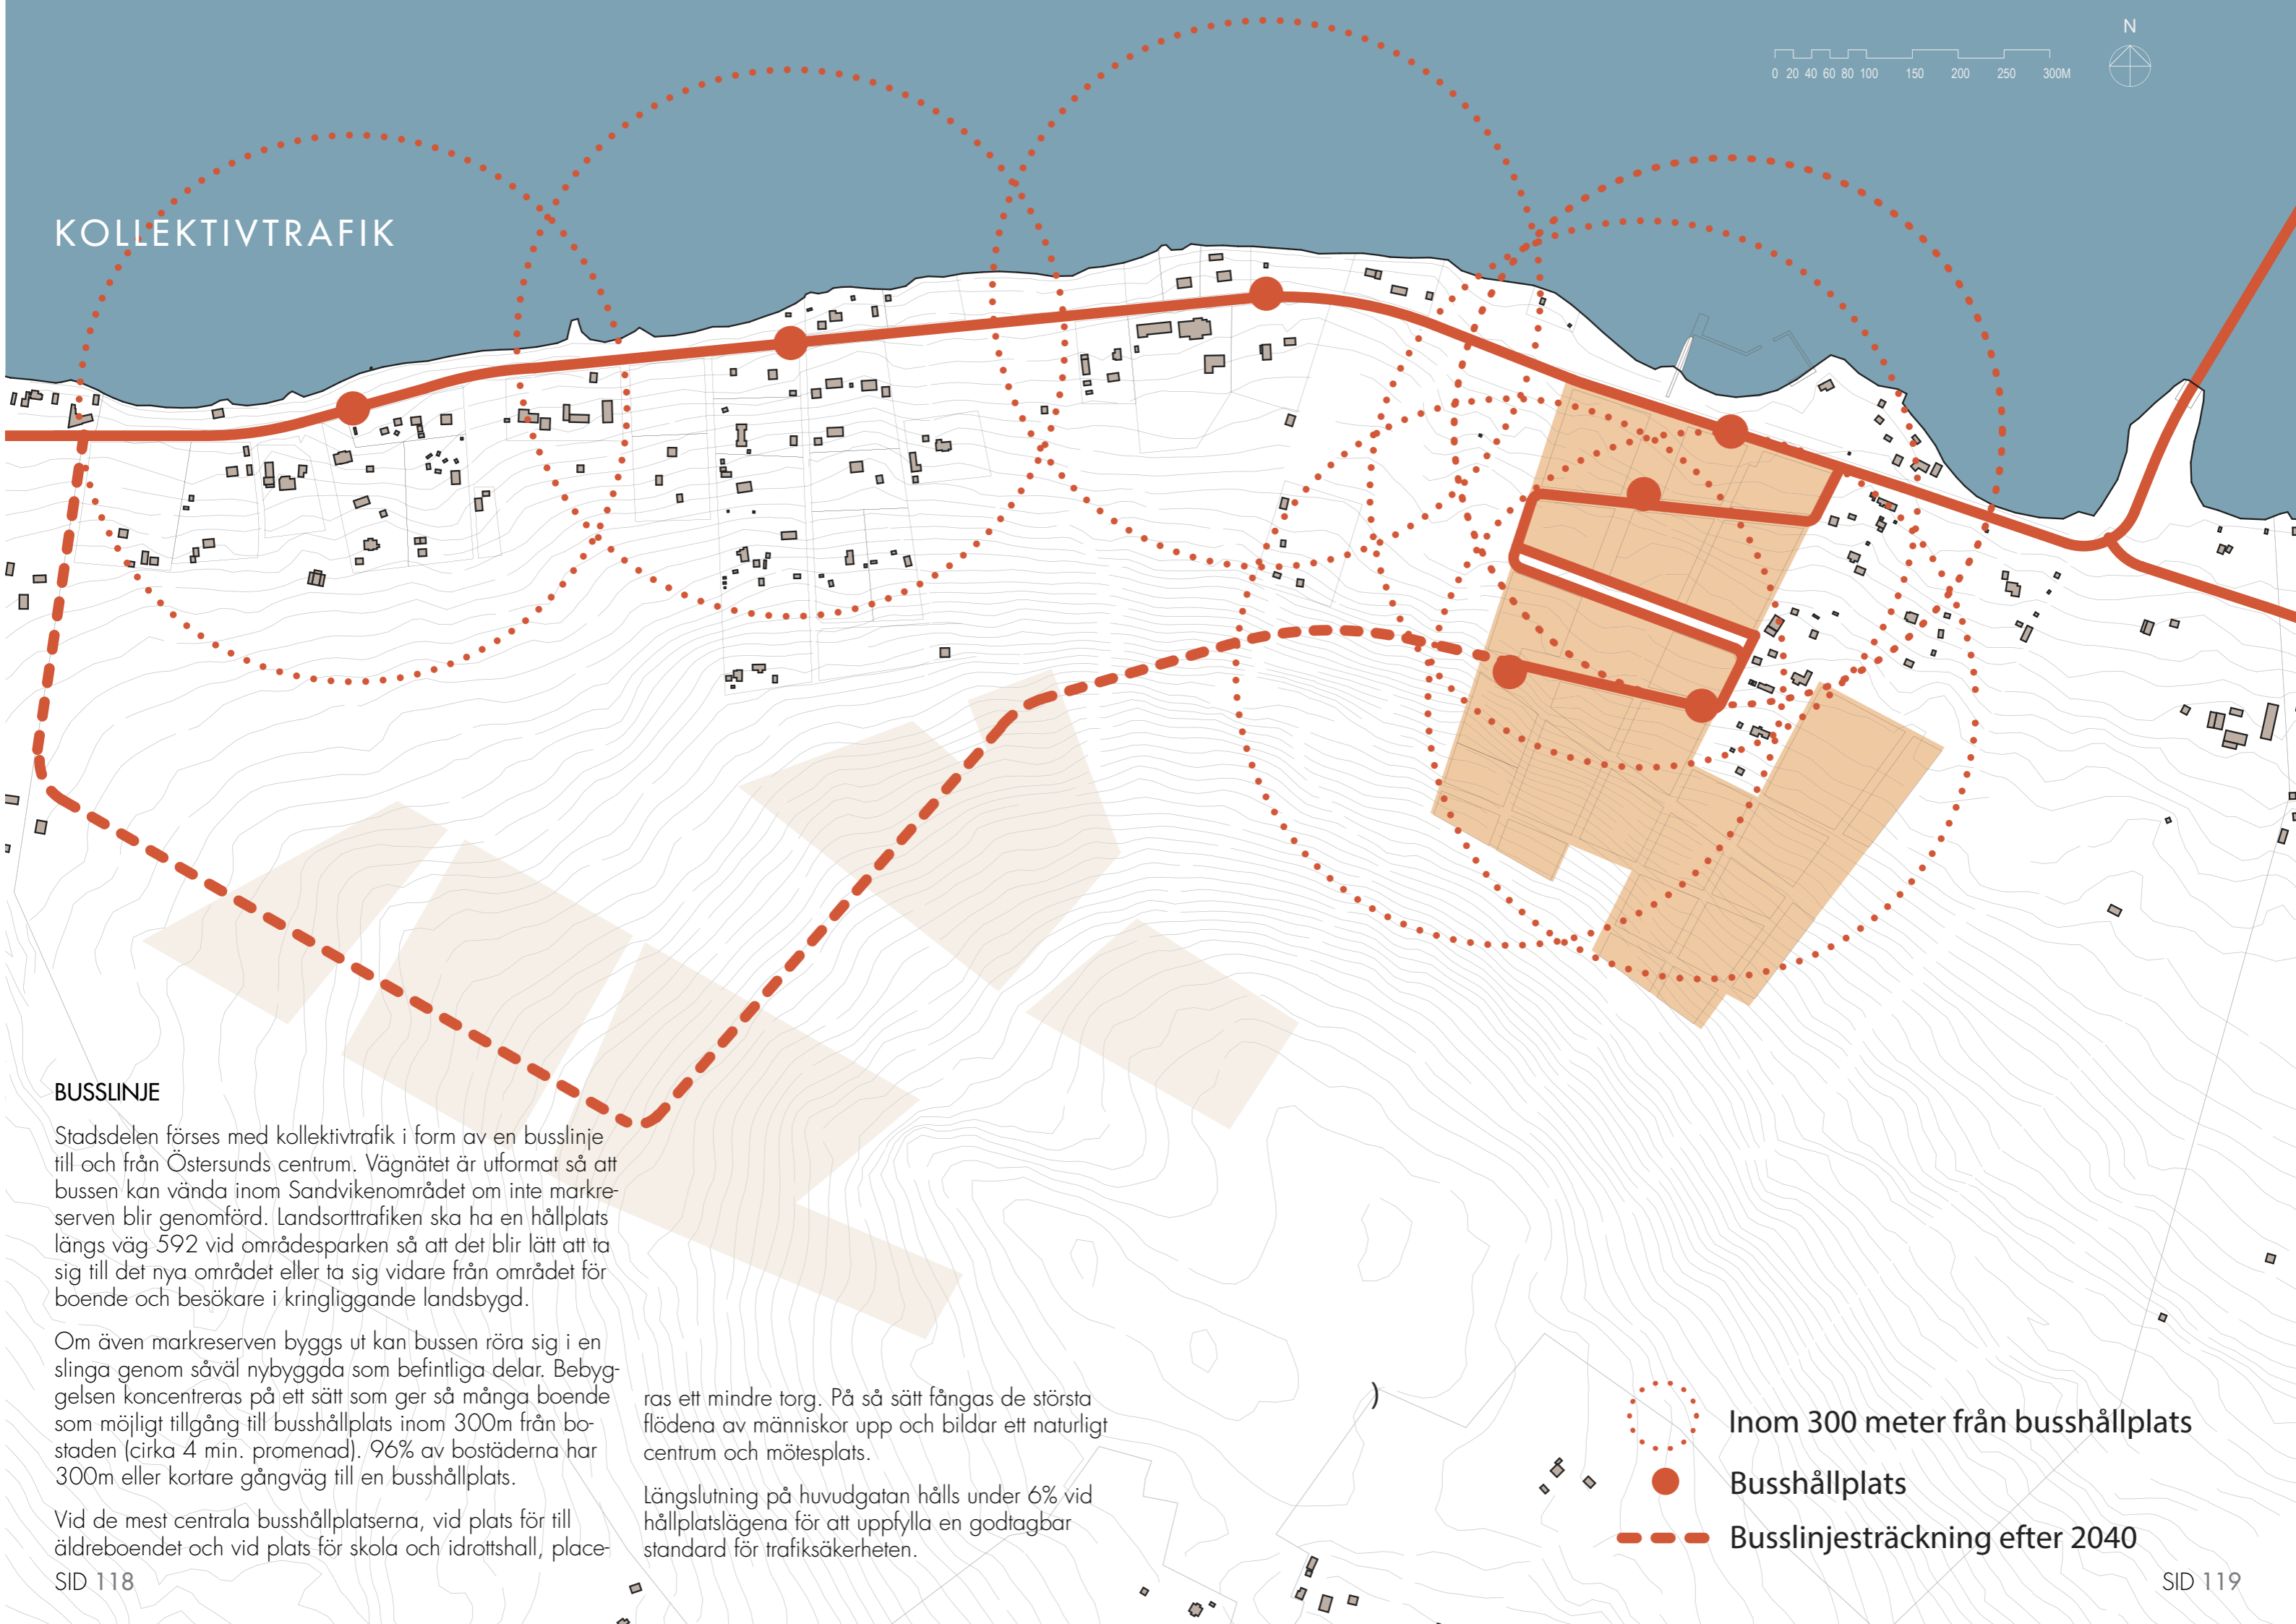 N
0 20 40 60 80 100 150 200 250 300M
KOLLEKTIVTRAFIK
BUSSLINJE
Stadsdelen förses med kollektivtrafik i form av en busslinje
till och från Östersunds centrum. Vägnätet är utformat så att
bussen kan vända inom Sandvikenområdet om inte markre-
serven blir genomförd. Landsorttrafiken ska ha en hållplats
längs väg 592 vid områdesparken så att det blir lätt att ta
sig till det nya området eller ta sig vidare från området för
boende och besökare i kringliggande landsbygd.
Om även markreserven byggs ut kan bussen röra sig i en
slinga genom såväl nybyggda som befintliga delar. Bebyg-
gelsen koncentreras på ett sätt som ger så många boende
som möjligt tillgång till busshållplats inom 300m från bo-
staden (cirka 4 min. promenad). 96% av bostäderna har
300m eller kortare gångväg till en busshållplats.
Vid de mest centrala busshållplatserna, vid plats för till
äldreboendet och vid plats för skola och idrottshall, place-
ras ett mindre torg. På så sätt fångas de största
flödena av människor upp och bildar ett naturligt
centrum och mötesplats.
Längslutning på huvudgatan hålls under 6% vid
hållplatslägena för att uppfylla en godtagbar
standard för trafiksäkerheten.
)
Inom 300 meter från busshållplats
Busshållplats
Busslinjesträckning efter 2040
SID 118
SID 119